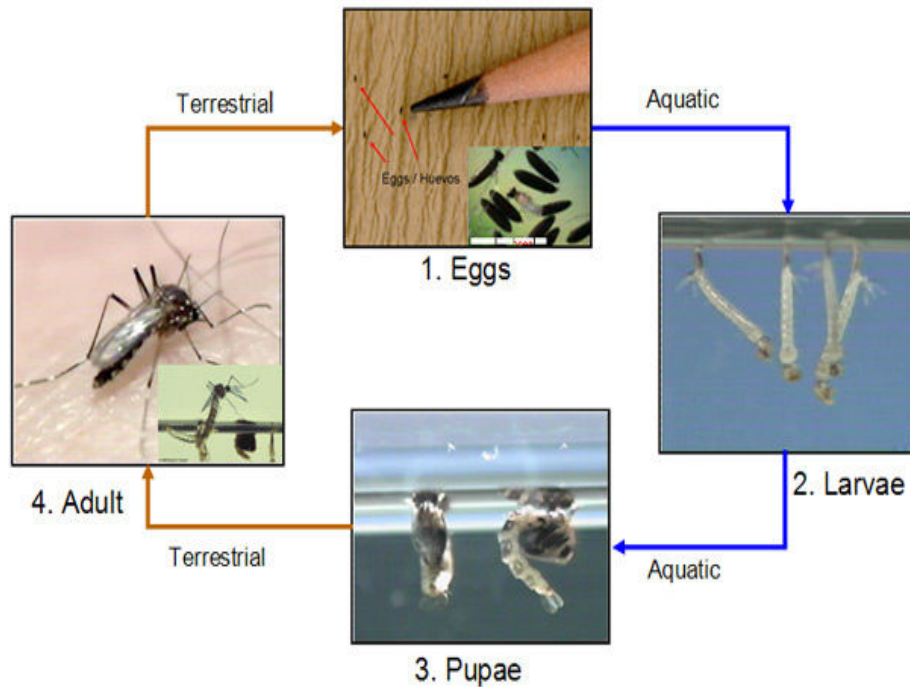 Terrestrial
Aquatic
Eggs / Huevos
1. Eggs
4. Adult
2. Larvae
Terrestrial
Aquatic
3. Pupae